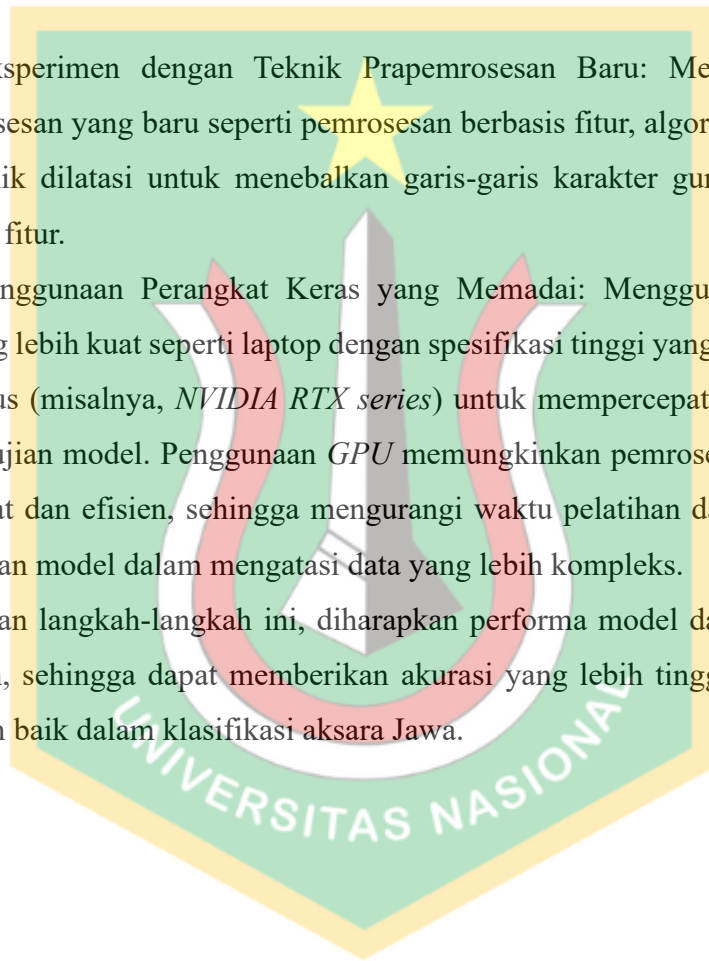 ksperimen dengan Teknik Prapemrosesan Baru: Me
sesan yang baru seperti pemrosesan berbasis fitur, algor
ik dilatasi untuk menebalkan garis-garis karakter gun
fitur.
nggunaan Perangkat Keras yang Memadai: Menggu
g lebih kuat seperti laptop dengan spesifikasi tinggi yang
us (misalnya, NVIDIA RTX series) untuk mempercepat
ujian model. Penggunaan GPU memungkinkan pemrose
at dan efisien, sehingga mengurangi waktu pelatihan da
an model dalam mengatasi data yang lebih kompleks.
an langkah-langkah ini, diharapkan performa model da
, sehingga dapat memberikan akurasi yang lebih tingg
n baik dalam klasifikasi aksara Jawa.
UNIVERSITAS NASIONAL